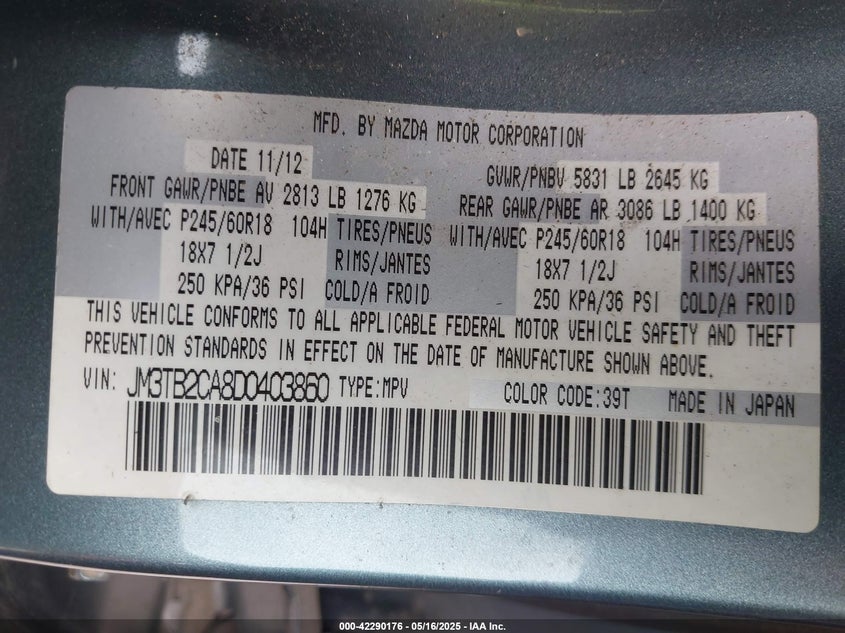 MFD. BY MAZDA MOTOR CORPORATION
DATE 11/12
GVWR/PNBV 5831 LB 2645 KG
FRONT GAWR/PNBE AV 2813 LB 1276 KG
REAR GAWR/PNBE AR 3086 LB 1400 KG
WITH/AVEC P245/60R18 104H TIRES/PNEUS WITH/AVEC P245/60R18 104H TIRES/PNEUS
18X7 1/2J RIMS/JANTES 18X7 1/2J RIMS/JANTES
250 KPA/36 PSI COLD/A FROID 250 KPA/36 PSI COLD/A FROID
THIS VEHICLE CONFORMS TO ALL APPLICABLE FEDERAL MOTOR VEHICLE SAFETY AND THEFT
PREVENTION STANDARDS IN EFFECT ON THE DATE OF MANUFACTURE SHOWN ABOVE.
VIN: JM3TB2CA8D0403860 TYPE:MPV COLOR CODE:39T MADE IN JAPAN
000-42290176 - 05/16/2025 - IAA Inc.